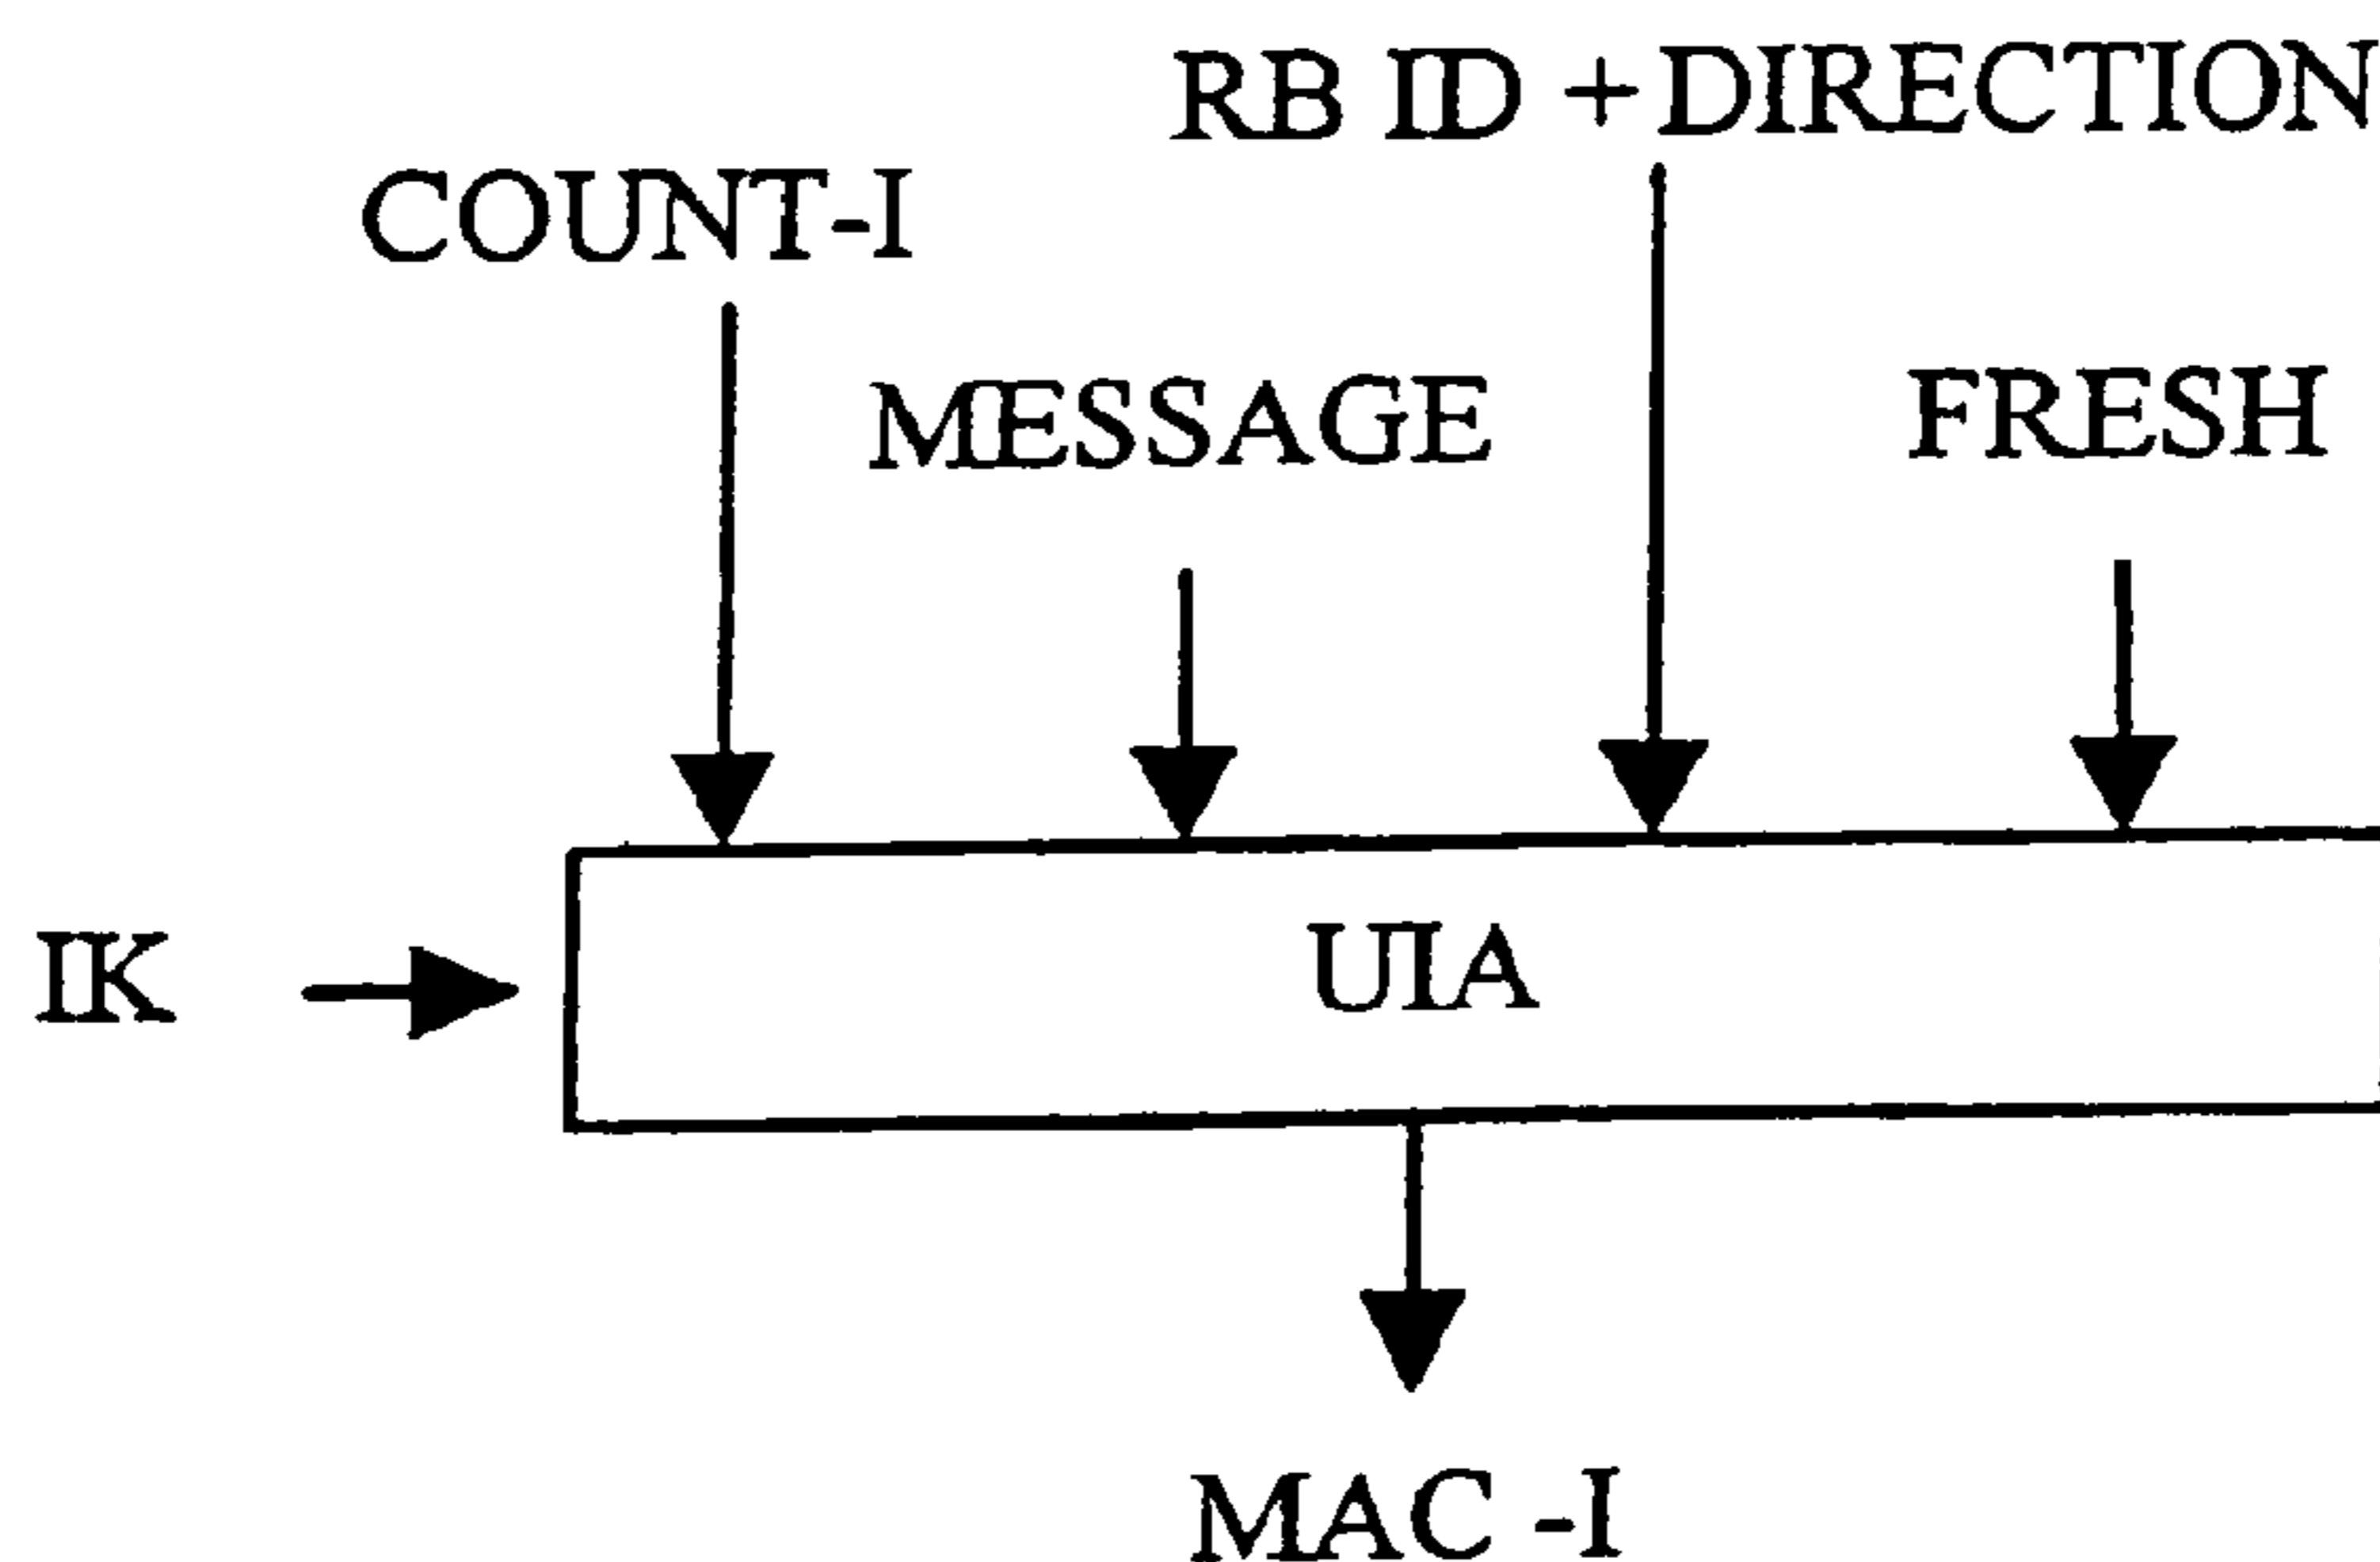 RB ID + DIRECTION
COUNT-I
MESSAGE
FRESH
IK
UIA
MAC -I